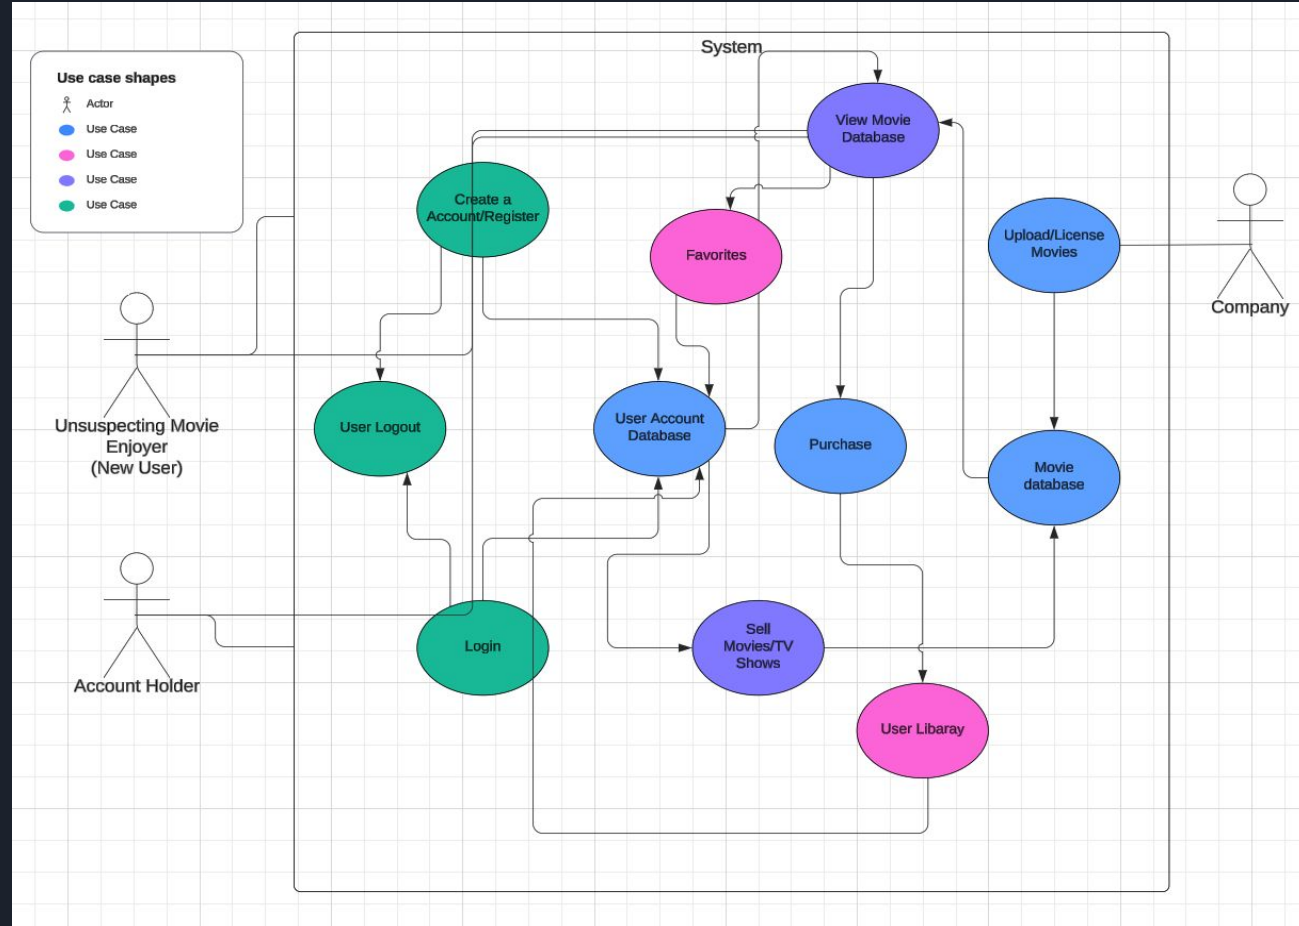 System
Use case shapes
Actor
Use Case
Use Case
Use Case
Use Case
View Movie
Database
Create a
Account/Register
Favorites
Upload/License
Movies
Company
Unsuspecting Movie
Enjoyer
(New User)
User Logout
User Account
Database
Purchase
Movie
database
Account Holder
Login
Sell
Movies/TV
Shows
User Libaray